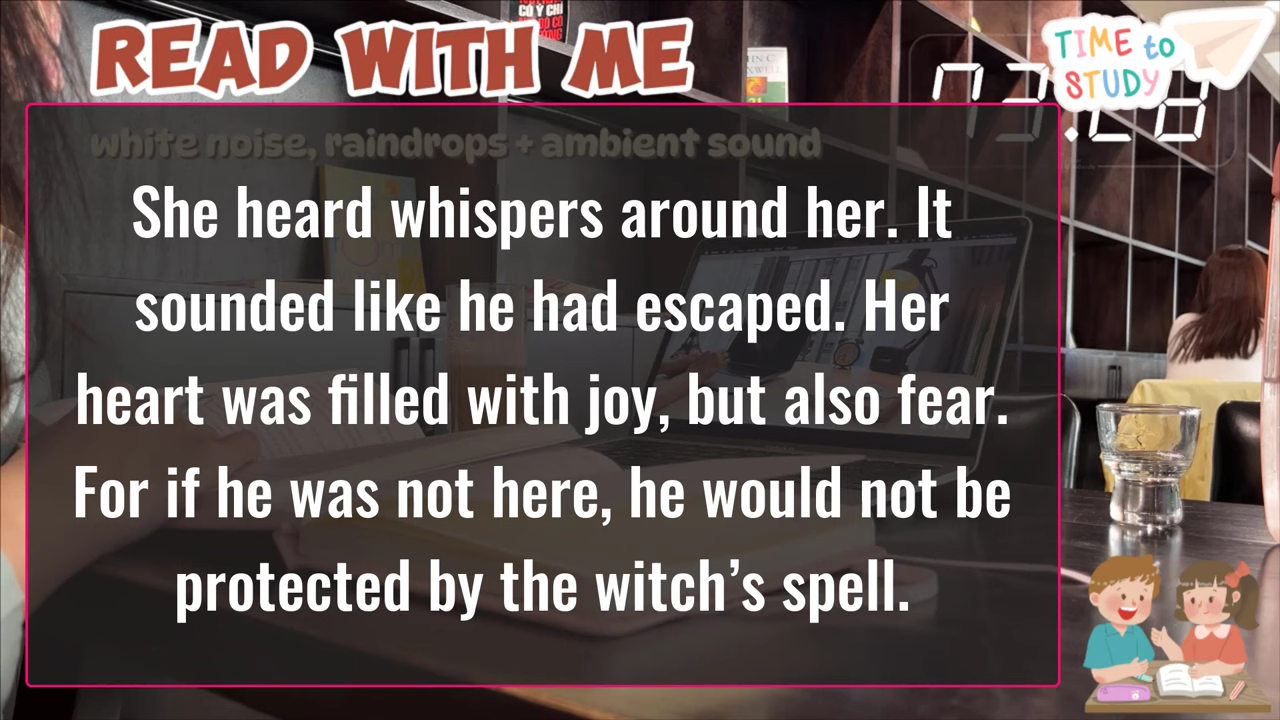 READ WITH ME
TIME to
STUDY
white noise, raindrops + ambient sound
She heard whispers around her. It
sounded like he had escaped. Her
heart was filled with joy, but also fear.
For if he was not here, he would not be
protected by the witch’s spell.